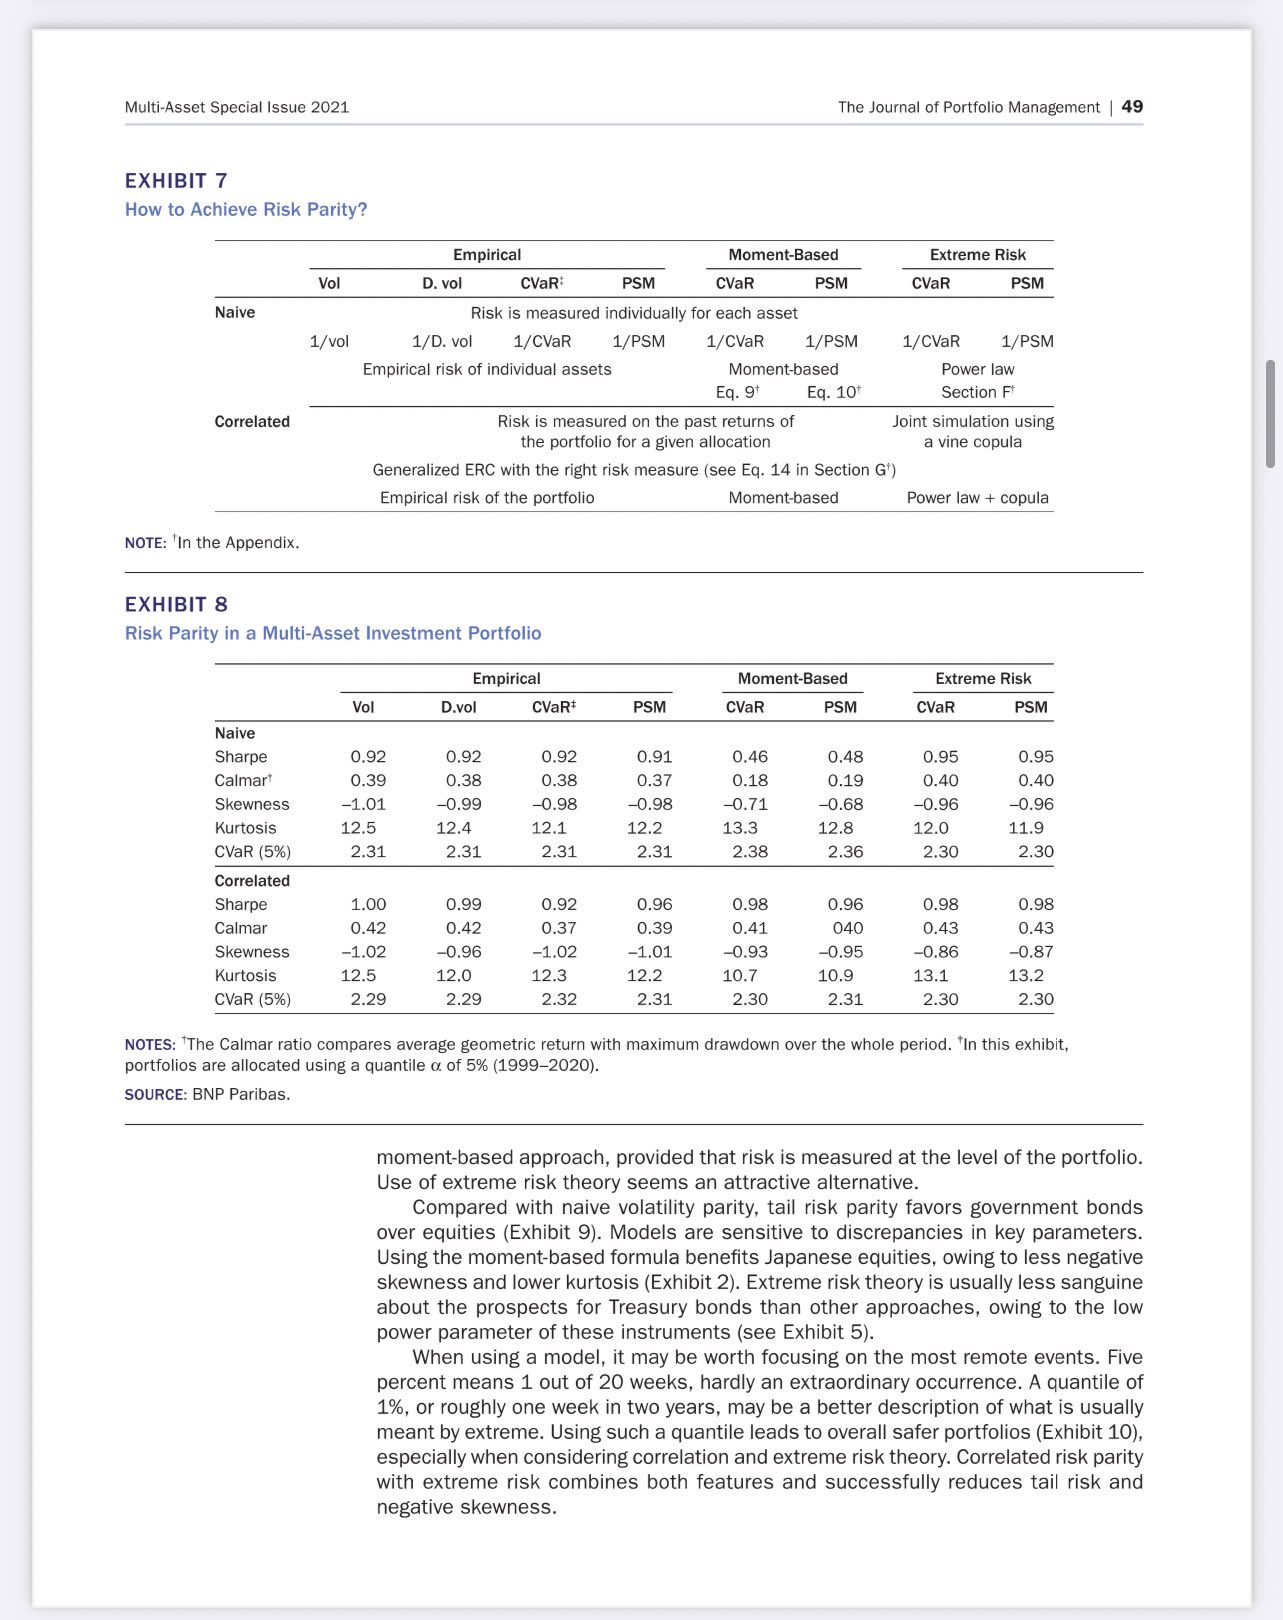 Multi-Asset Special Issue 2021 The Journal of Portfolio Management | 49
EXHIBIT 7
How to Achieve Risk Parity?
Empirical Moment-Based Extreme Risk
Vol D. vol CVaR‡ PSM CVaR PSM CVaR PSM
Naive Risk is measured individually for each asset
1/vol 1/D. vol 1/CVaR 1/PSM 1/CVaR 1/PSM 1/CVaR 1/PSM
Empirical risk of individual assets Moment-based Power law
Eq. 9† Eq. 10† Section F†
Correlated Risk is measured on the past returns of Joint simulation using
the portfolio for a given allocation a vine copula
Generalized ERC with the right risk measure (see Eq. 14 in Section G†)
Empirical risk of the portfolio Moment-based Power law + copula
NOTE: †In the Appendix.
EXHIBIT 8
Risk Parity in a Multi-Asset Investment Portfolio
Empirical Moment-Based Extreme Risk
Vol D.vol CVaR‡ PSM CVaR PSM CVaR PSM
Naive
Sharpe 0.92 0.92 0.92 0.91 0.46 0.48 0.95 0.95
Calmar† 0.39 0.38 0.38 0.37 0.18 0.19 0.40 0.40
Skewness –1.01 –0.99 –0.98 –0.98 –0.71 –0.68 –0.96 –0.96
Kurtosis 12.5 12.4 12.1 12.2 13.3 12.8 12.0 11.9
CVaR (5%) 2.31 2.31 2.31 2.31 2.38 2.36 2.30 2.30
Correlated
Sharpe 1.00 0.99 0.92 0.96 0.98 0.96 0.98 0.98
Calmar 0.42 0.42 0.37 0.39 0.41 040 0.43 0.43
Skewness –1.02 –0.96 –1.02 –1.01 –0.93 –0.95 –0.86 –0.87
Kurtosis 12.5 12.0 12.3 12.2 10.7 10.9 13.1 13.2
CVaR (5%) 2.29 2.29 2.32 2.31 2.30 2.31 2.30 2.30
NOTES: †The Calmar ratio compares average geometric return with maximum drawdown over the whole period. ‡In this exhibit,
portfolios are allocated using a quantile α of 5% (1999–2020).
SOURCE: BNP Paribas.
moment-based approach, provided that risk is measured at the level of the portfolio.
Use of extreme risk theory seems an attractive alternative.
Compared with naive volatility parity, tail risk parity favors government bonds
over equities (Exhibit 9). Models are sensitive to discrepancies in key parameters.
Using the moment-based formula benefits Japanese equities, owing to less negative
skewness and lower kurtosis (Exhibit 2). Extreme risk theory is usually less sanguine
about the prospects for Treasury bonds than other approaches, owing to the low
power parameter of these instruments (see Exhibit 5).
When using a model, it may be worth focusing on the most remote events. Five
percent means 1 out of 20 weeks, hardly an extraordinary occurrence. A quantile of
1%, or roughly one week in two years, may be a better description of what is usually
meant by extreme. Using such a quantile leads to overall safer portfolios (Exhibit 10),
especially when considering correlation and extreme risk theory. Correlated risk parity
with extreme risk combines both features and successfully reduces tail risk and
negative skewness.